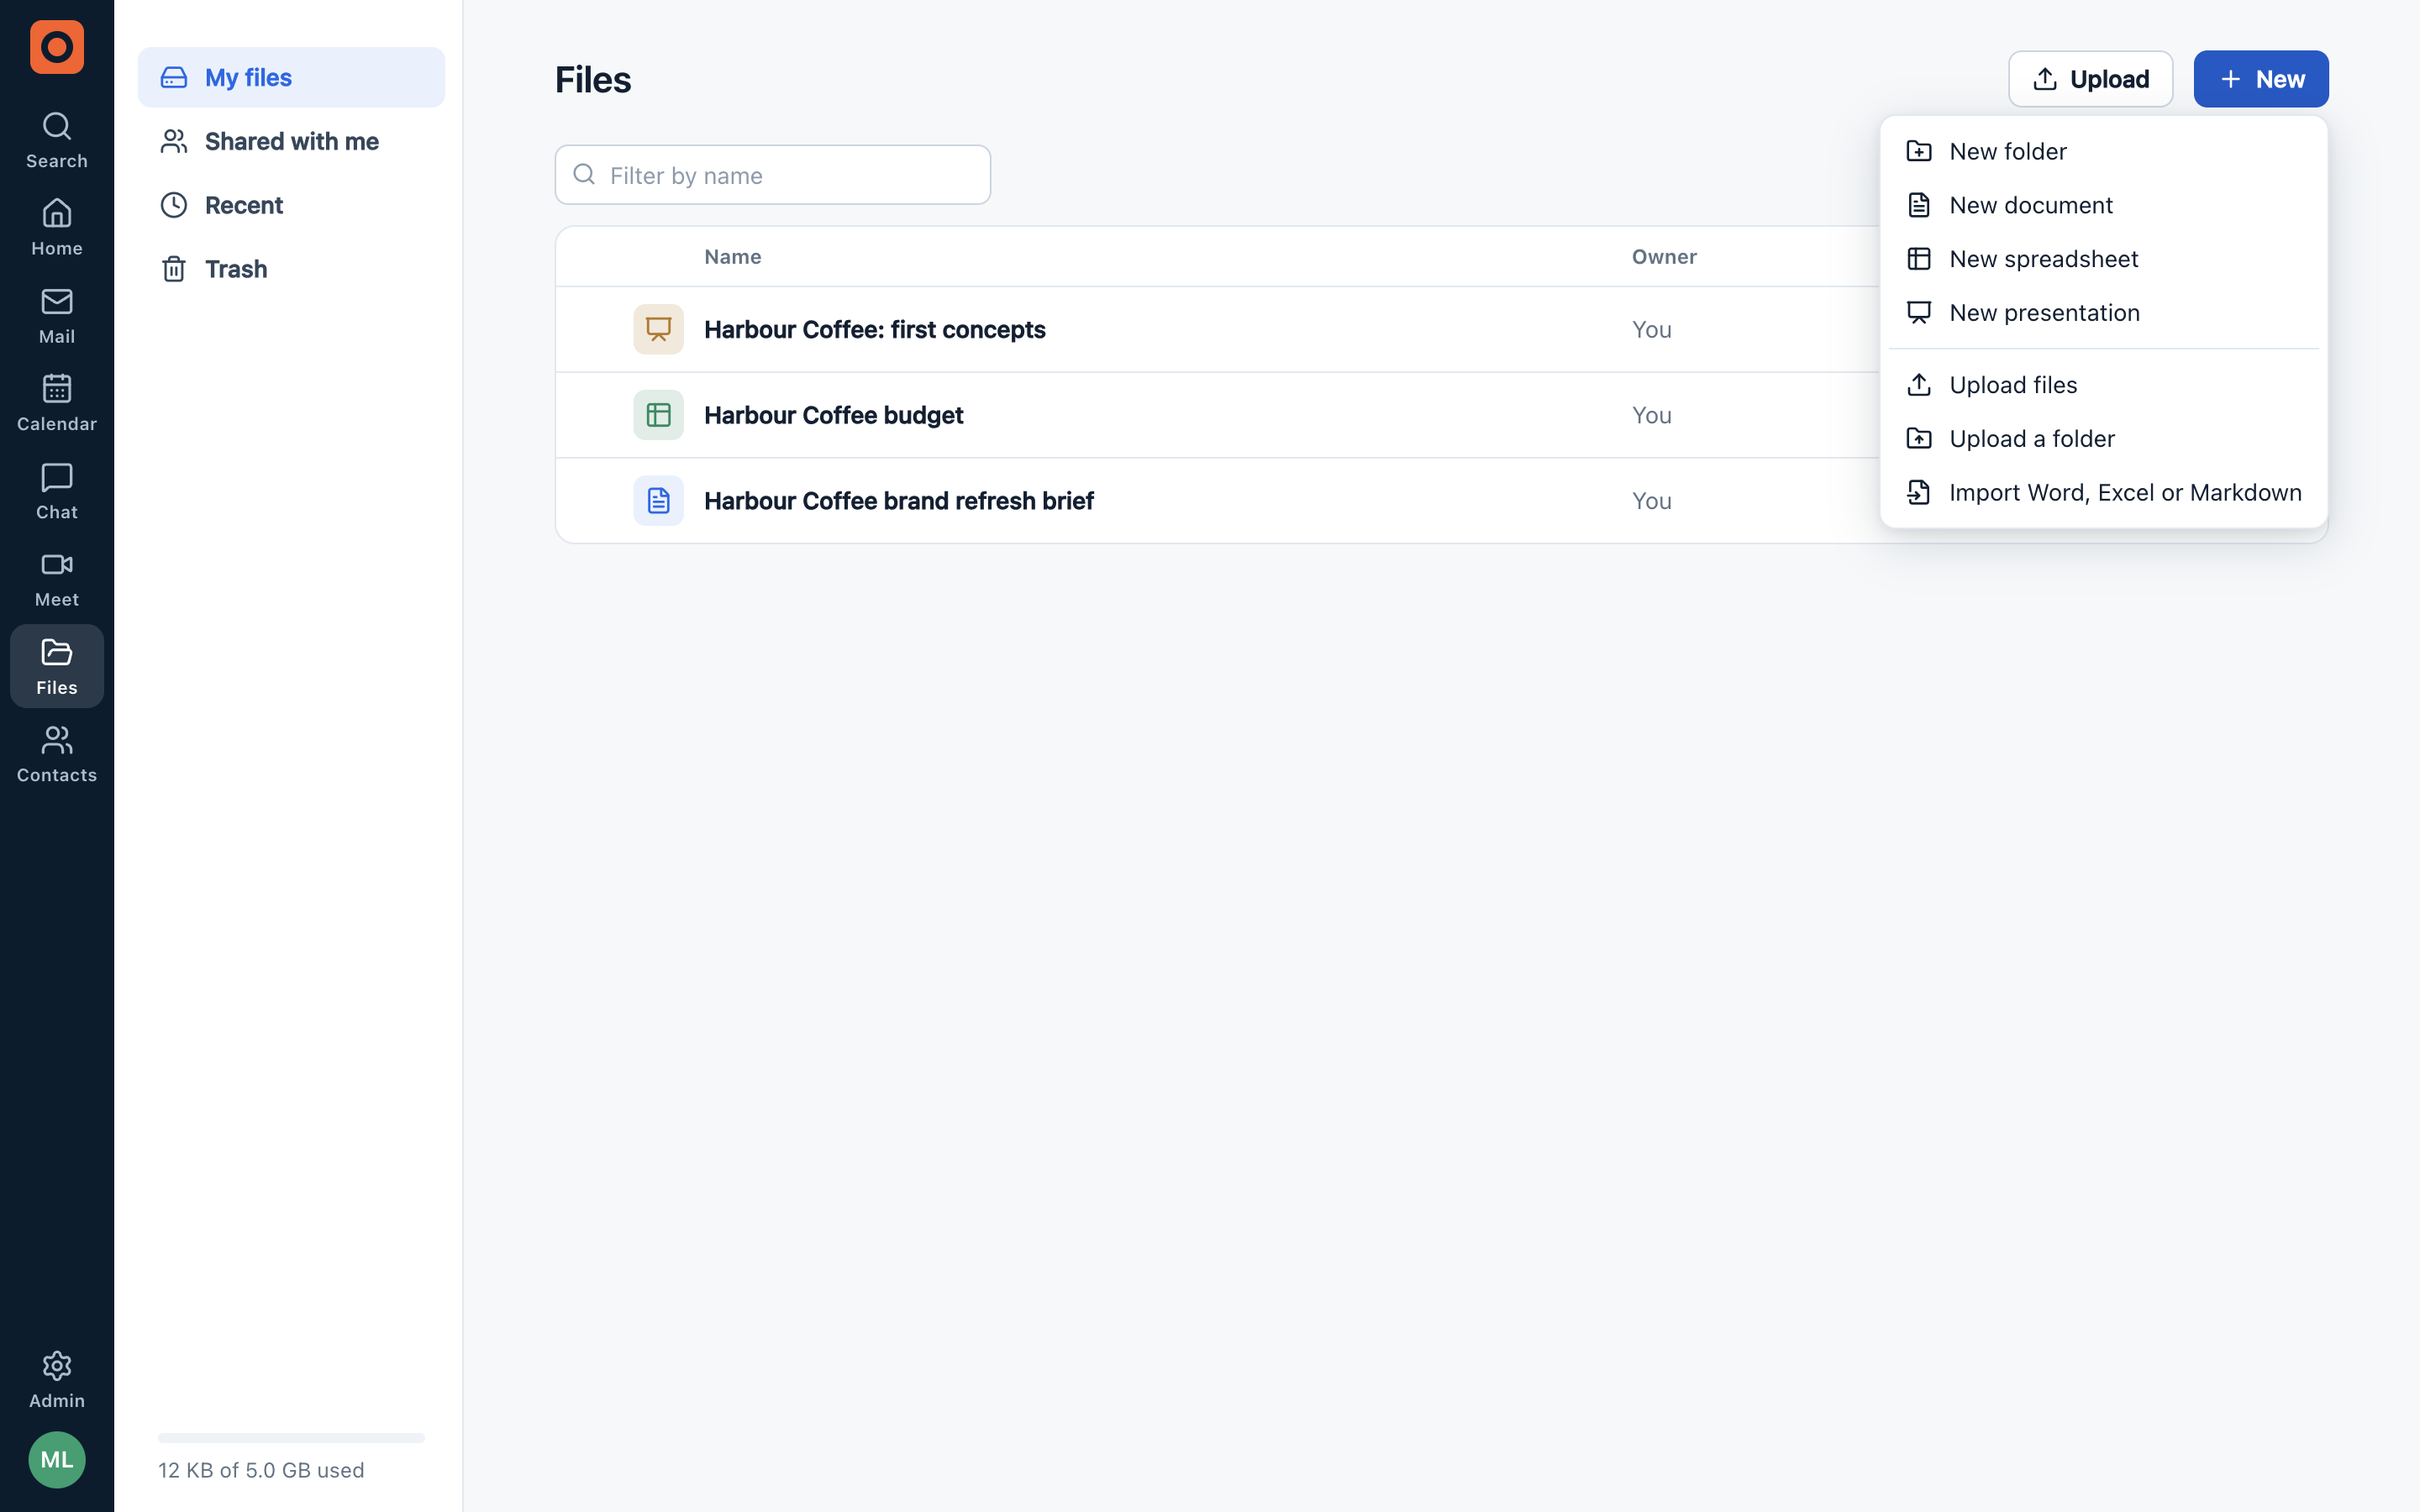 Search
Home
Mail
Calendar
Chat
Meet
Files
Contacts
Admin
ML
My files
Shared with me
Recent
Trash
12 KB of 5.0 GB used
Files
Upload
New
Filter by name
Name
Owner
Harbour Coffee: first concepts
You
Harbour Coffee budget
You
Harbour Coffee brand refresh brief
You
New folder
New document
New spreadsheet
New presentation
Upload files
Upload a folder
Import Word, Excel or Markdown